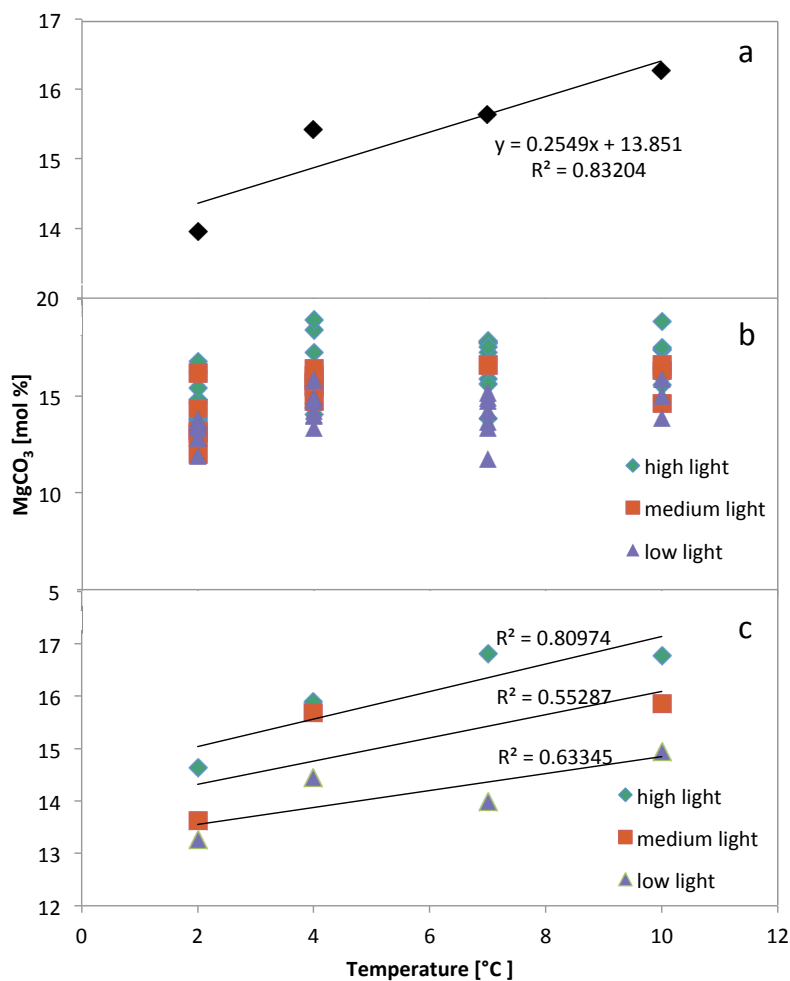 17
a
16
y = 0.2549x + 13.851
R² = 0.83204
15
14
20
b
15
MgCO₃ [mol %]
high light
10
medium light
low light
5
c
17
R² = 0.80974
16
R² = 0.55287
15
R² = 0.63345
14
high light
medium light
13
low light
12
0 2 4 6 8 10 12
Temperature [°C ]